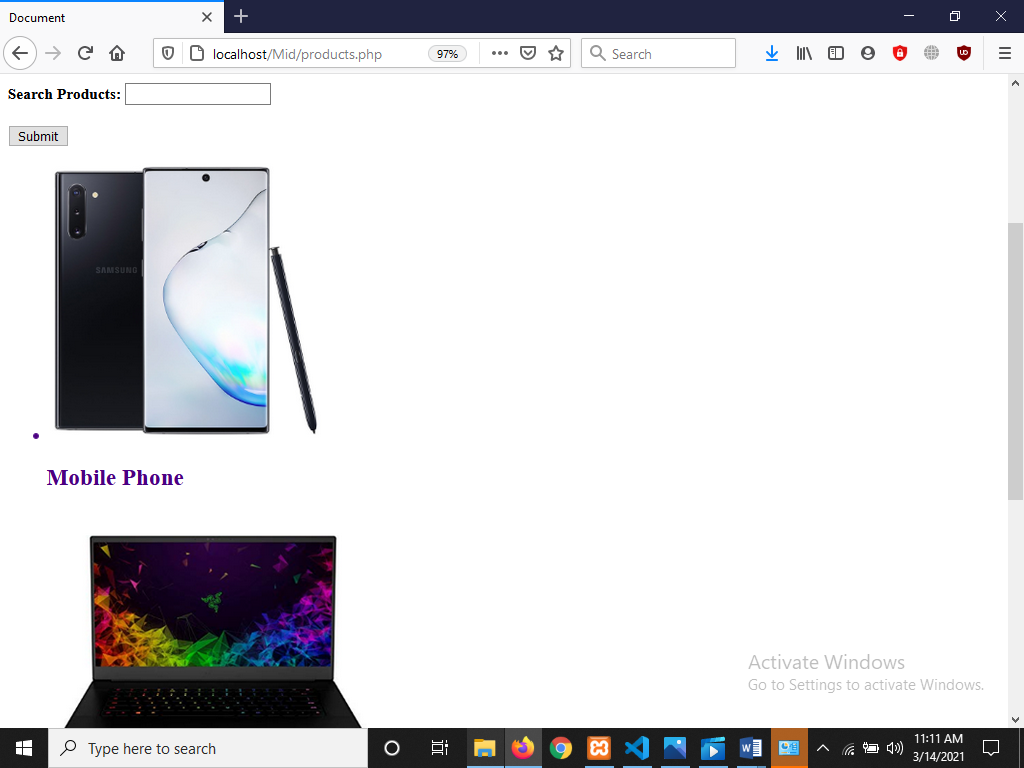 Document
localhost/Mid/products.php
97%
Search
Search Products:
Submit
SAMSUNG
Mobile Phone
Activate Windows
Go to Settings to activate Windows.
Type here to search
11:11 AM
3/14/2021